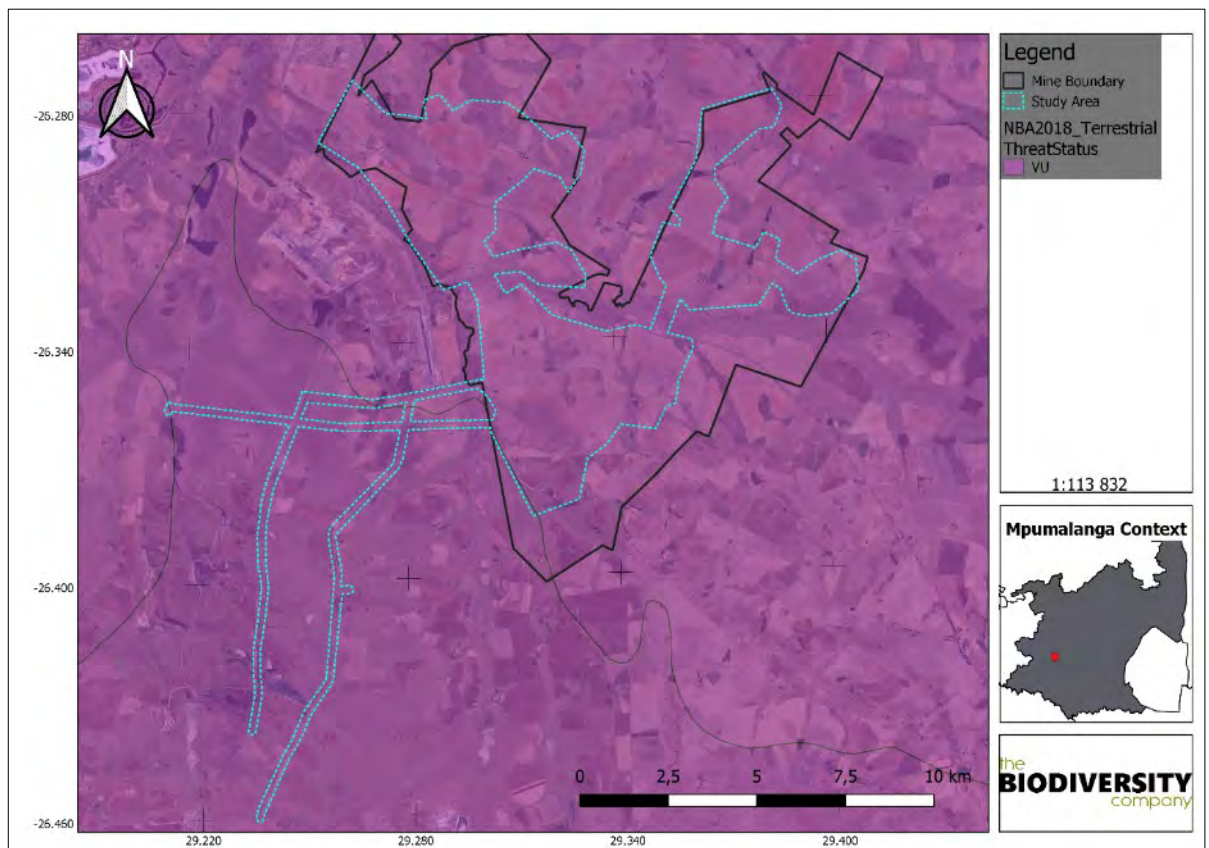 N
-26.280
-26.340
-26.400
-26.460
29.220
29.280
29.340
29.400
0 2,5 5 7,5 10 km
Legend
Mine Boundary
Study Area
NBA2018_Terrestrial
ThreatStatus
VU
1:113 832
Mpumalanga Context
the
BIODIVERSITY
company